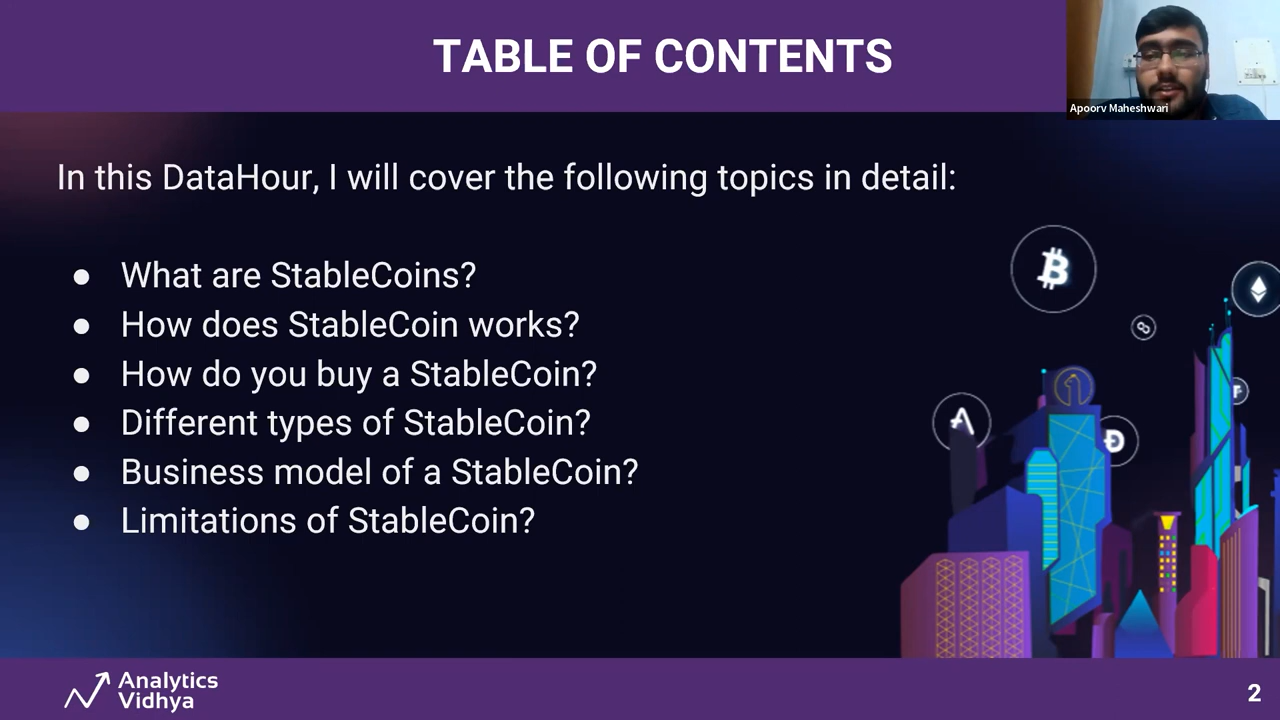 TABLE OF CONTENTS
Apoorv Maheshwari
In this DataHour, I will cover the following topics in detail:
● What are StableCoins?
● How does StableCoin works?
● How do you buy a StableCoin?
● Different types of StableCoin?
● Business model of a StableCoin?
● Limitations of StableCoin?
Analytics
Vidhya
2